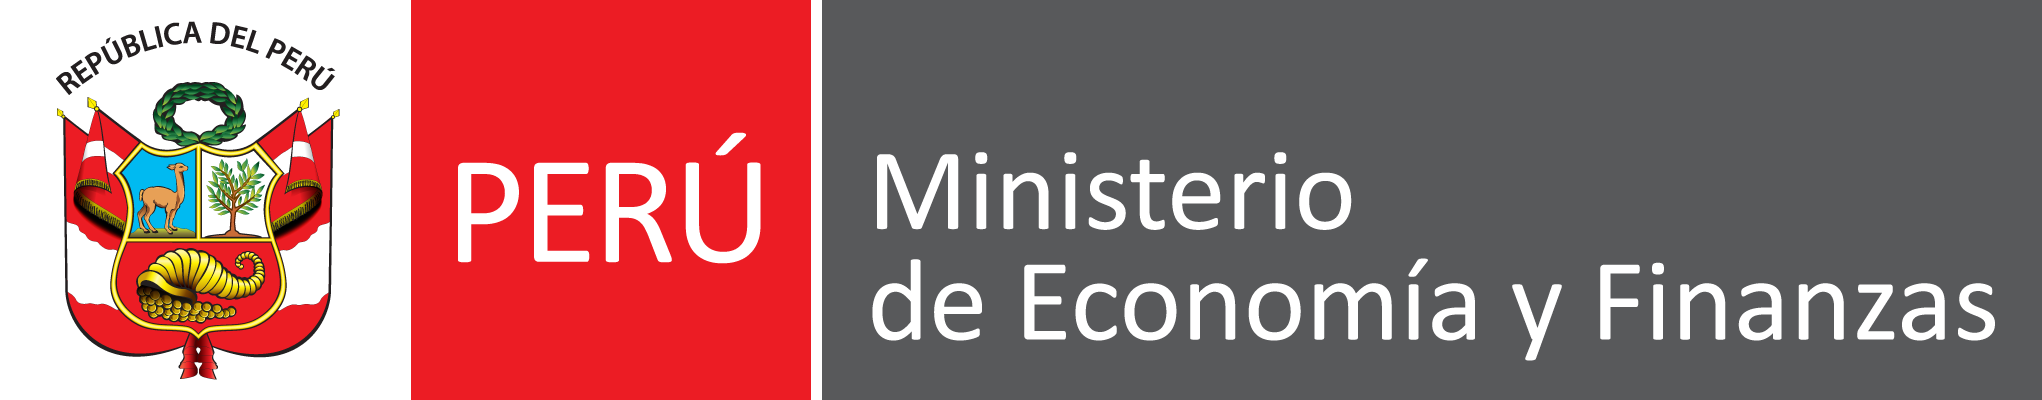 REPÚBLICA DEL PERÚ
PERÚ
Ministerio
de Economía y Finanzas